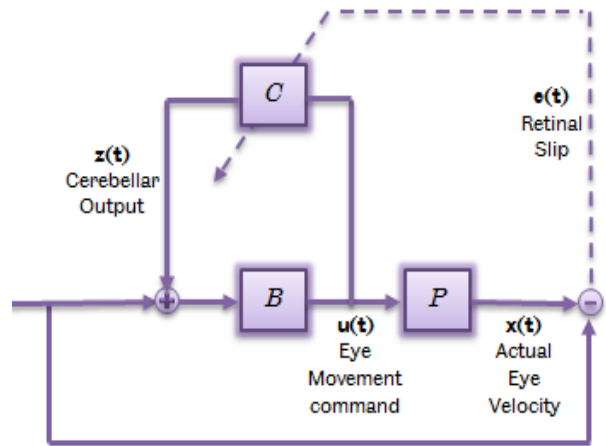 C
e(t)
Retinal
Slip
z(t)
Cerebellar
Output
+
B
P
-
u(t)
Eye
Movement
command
x(t)
Actual
Eye
Velocity